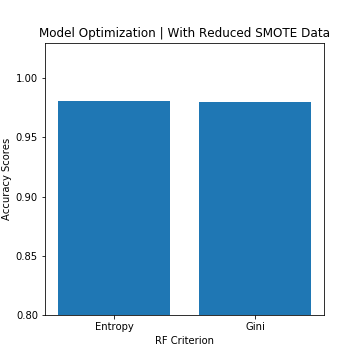 Model Optimization | With Reduced SMOTE Data
1.00
0.95
0.90
0.85
0.80
Accuracy Scores
Entropy Gini
RF Criterion